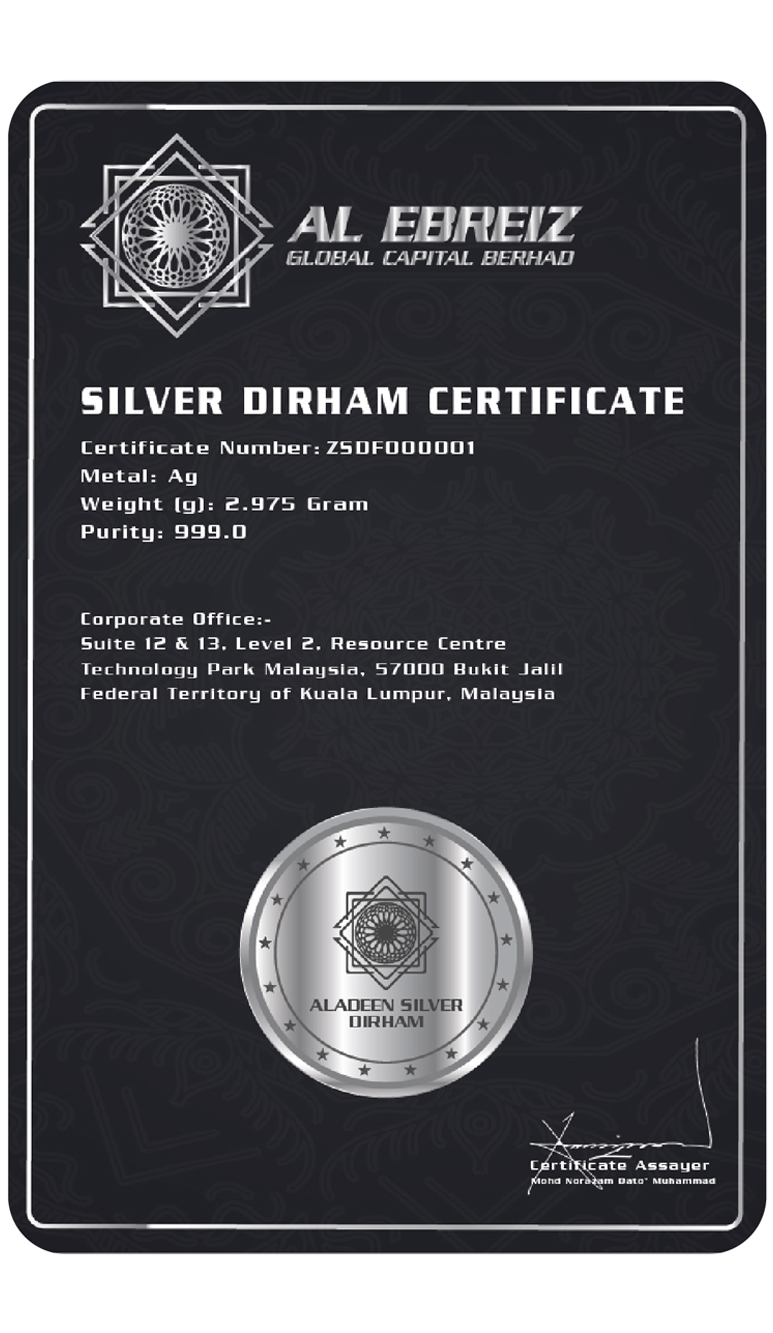 AL EBREIZ
GLOBAL CAPITAL BERHAD
SILVER DIRHAM CERTIFICATE
Certificate Number: ZSDF000001
Metal: Ag
Weight (g): 2.975 Gram
Purity: 999.0
Corporate Office:-
Suite 12 & 13, Level 2, Resource Centre
Technology Park Malaysia, 57000 Bukit Jalil
Federal Territory of Kuala Lumpur, Malaysia
ALADEEN SILVER
DIRHAM
Certificate Assayer
Mohd Norazam Dato' Muhammad